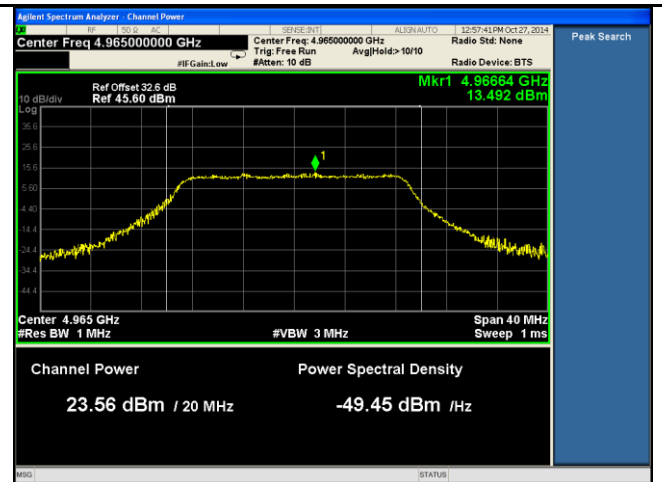 Agilent Spectrum Analyzer - Channel Power
RF 50 Ω AC SENSE:INT ALIGN AUTO 12:57:41 PM Oct 27, 2014
Center Freq 4.965000000 GHz
Center Freq: 4.965000000 GHz
Radio Std: None
Trig: Free Run Avg|Hold:>10/10
#IFGain:Low
#Atten: 10 dB
Radio Device: BTS
Peak Search
Ref Offset 32.6 dB
Mkr1 4.96664 GHz
10 dB/div Ref 45.60 dBm
13.492 dBm
Log
35.6
25.6
15.6
5.60
-4.40
-14.4
-24.4
-34.4
-44.4
1
Center 4.965 GHz
Span 40 MHz
#Res BW 1 MHz #VBW 3 MHz Sweep 1 ms
Channel Power
Power Spectral Density
23.56 dBm / 20 MHz
-49.45 dBm /Hz
MSG
STATUS